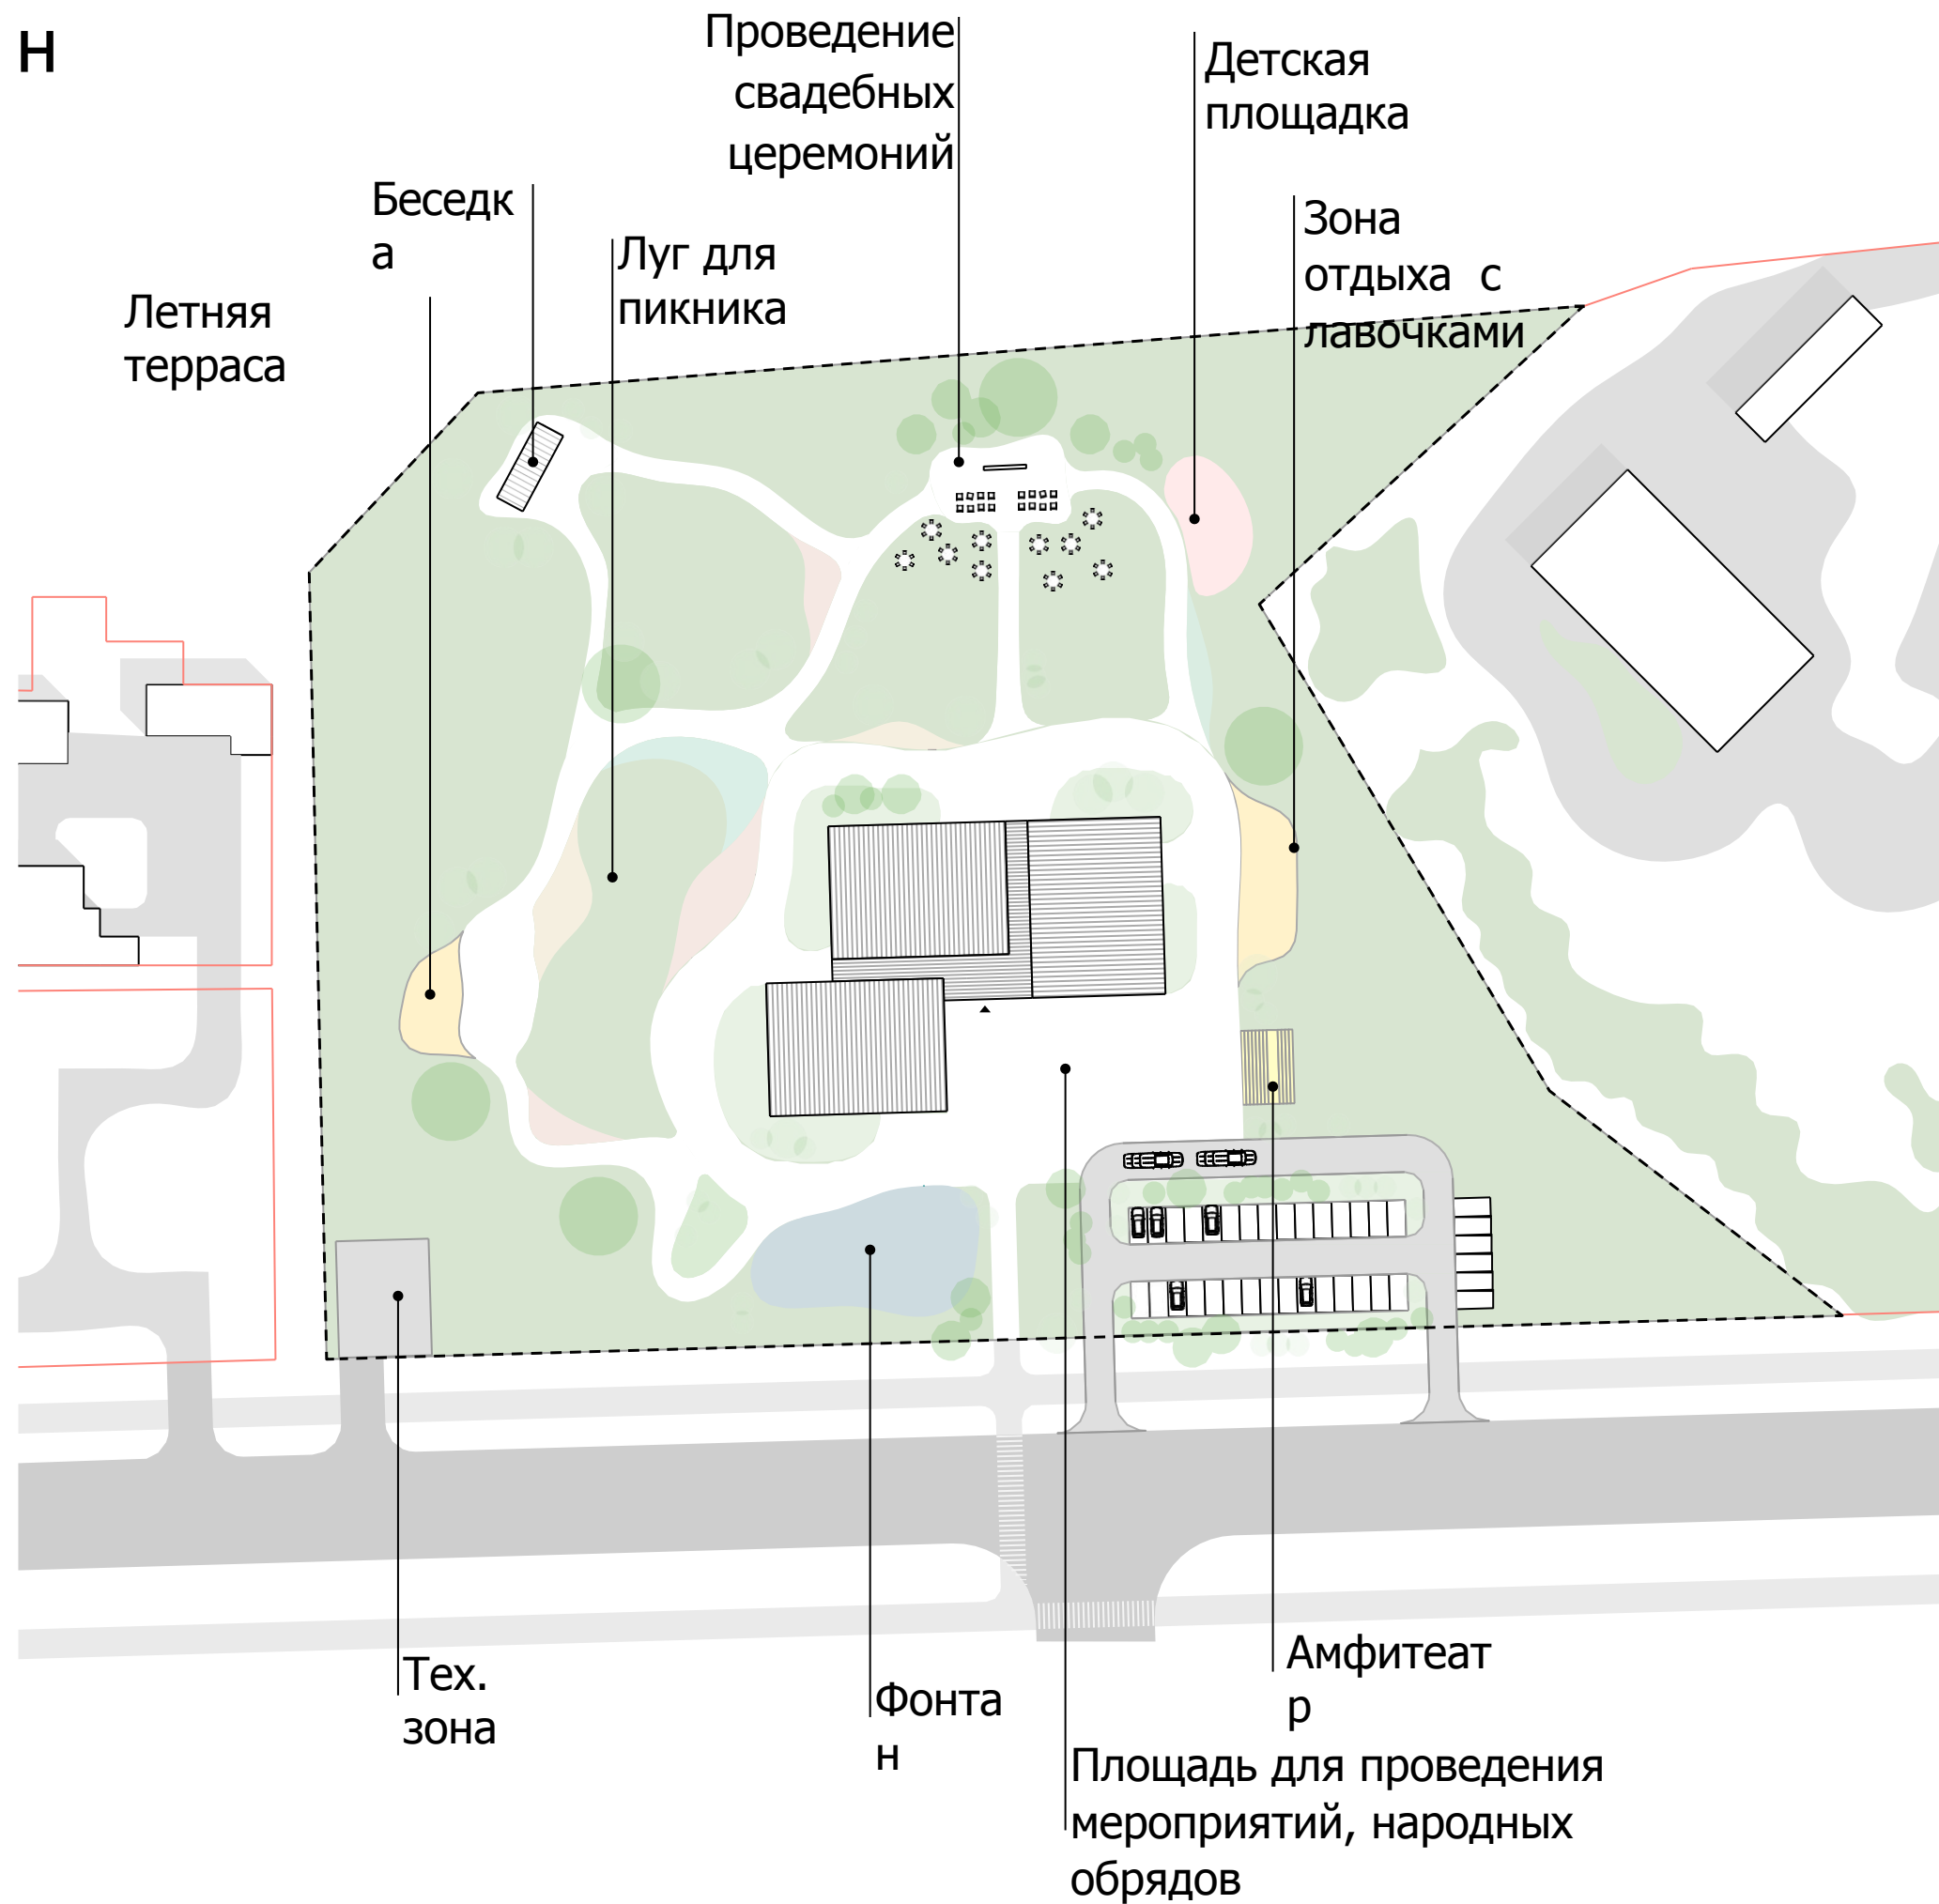 н
Проведение
свадебных
церемоний
Детская
площадка
Беседк
а
Зона
отдыха с
лавочками
Луг для
пикника
Летняя
терраса
Тех.
зона
Фонта
н
Амфитеат
р
Площадь для проведения
мероприятий, народных
обрядов